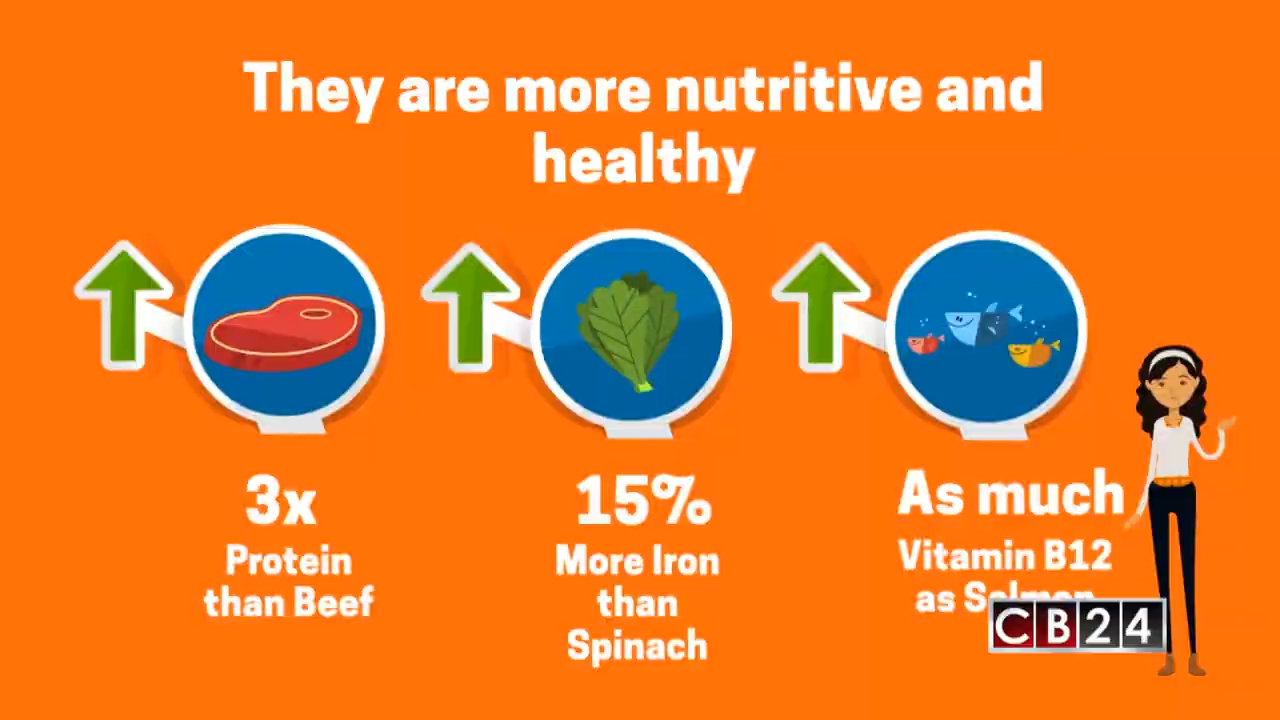 They are more nutritive and
healthy
3x
Protein
than Beef
15%
More Iron
than
Spinach
As much
Vitamin B12
as Salmon
CB24